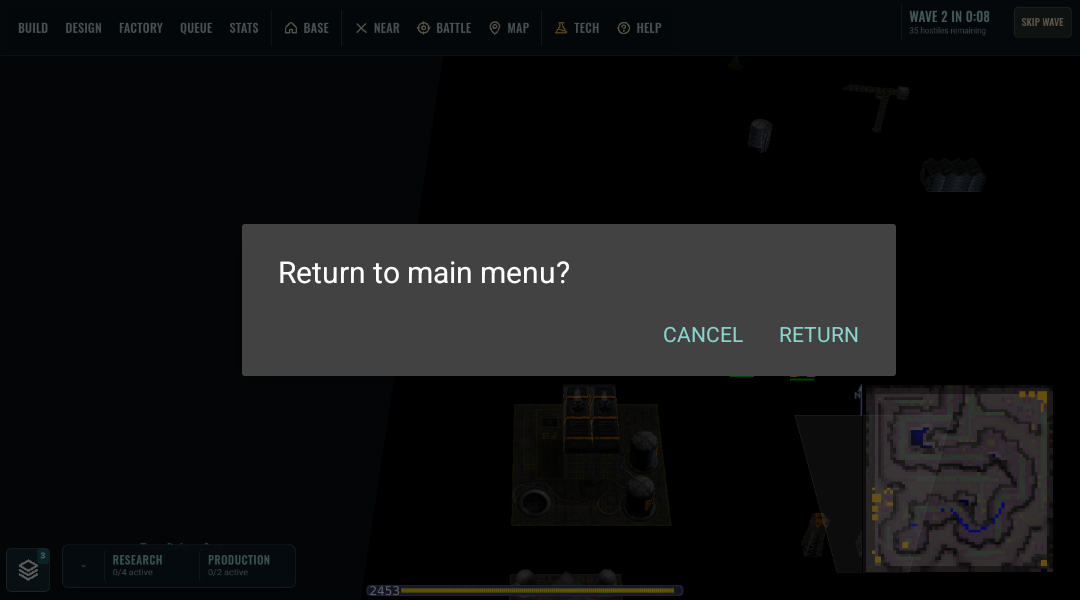 BUILD DESIGN FACTORY QUEUE STATS BASE NEAR BATTLE MAP TECH HELP
WAVE 2 IN 0:08
35 hostiles remaining
SKIP WAVE
Return to main menu?
CANCEL RETURN
N
3
-
RESEARCH
0/4 active
PRODUCTION
0/2 active
2453